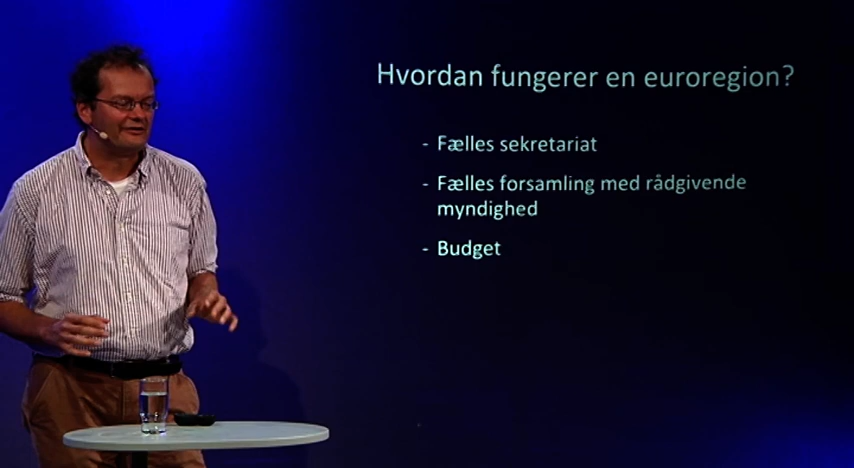 Hvordan fungerer en euroregion?
- Fælles sekretariat
- Fælles forsamling med rådgivende
myndighed
- Budget